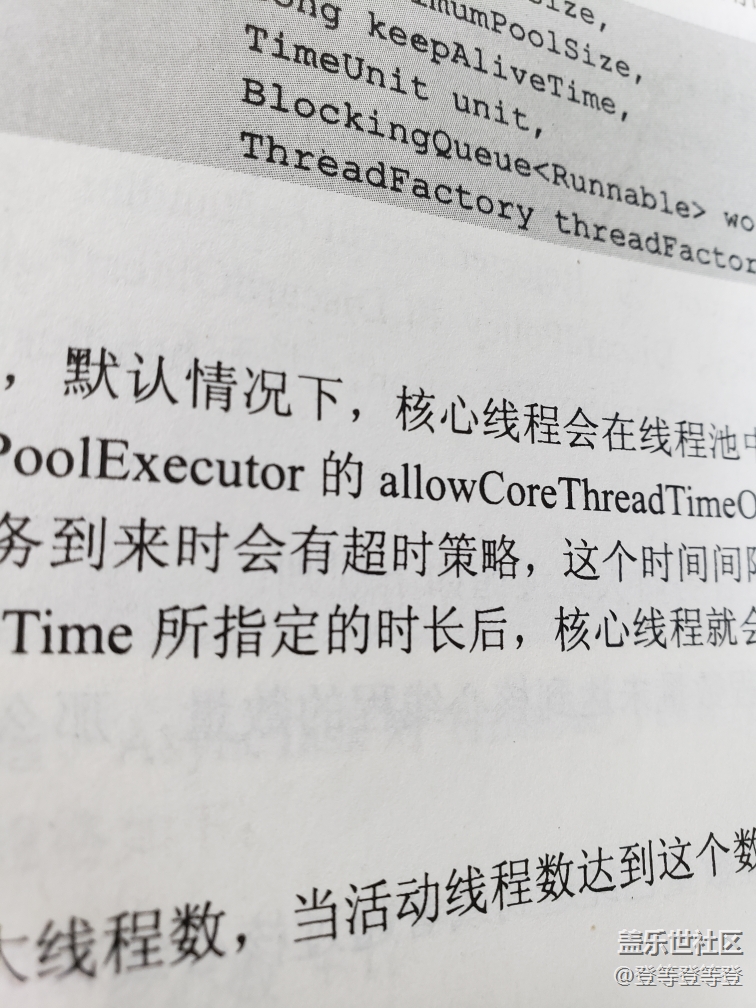 Size,
imumPoolSize,
ong keepAliveTime,
TimeUnit unit,
BlockingQueue<Runnable> wo
ThreadFactory threadFactor
，默认情况下，核心线程会在线程池中
PoolExecutor 的 allowCoreThreadTimeO
务到来时会有超时策略，这个时间间隔
Time 所指定的时长后，核心线程就会
大线程数，当活动线程数达到这个数
盖乐世社区
@登等登等登